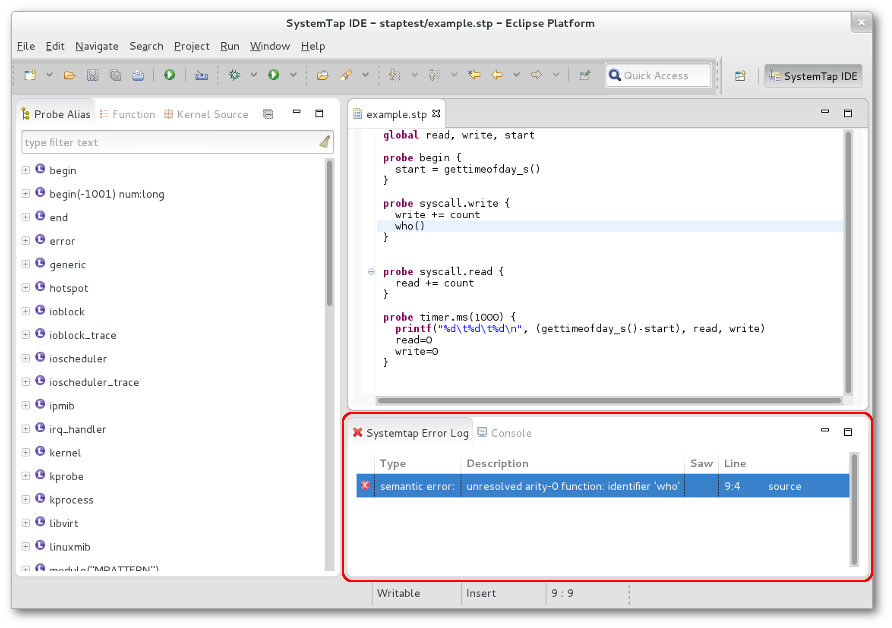 SystemTap IDE – staptest/example.stp – Eclipse Platform
File Edit Navigate Search Project Run Window Help
Quick Access
SystemTap IDE
Probe Alias
Function
Kernel Source
type filter text
begin
begin(-1001) num:long
end
error
generic
hotspot
ioblock
ioblock_trace
ioscheduler
ioscheduler_trace
ipmib
irq_handler
kernel
kprobe
kprocess
libvirt
linuxmib
module("MPATTERN")
example.stp
global read, write, start
probe begin {
start = gettimeofday_s()
}
probe syscall.write {
write += count
who()
}
probe syscall.read {
read += count
}
probe timer.ms(1000) {
printf("%d\t%d\t%d\n", (gettimeofday_s()-start), read, write)
read=0
write=0
}
Systemtap Error Log
Console
Type Description Saw Line
semantic error: unresolved arity-0 function: identifier 'who' 9:4 source
Writable Insert 9 : 9